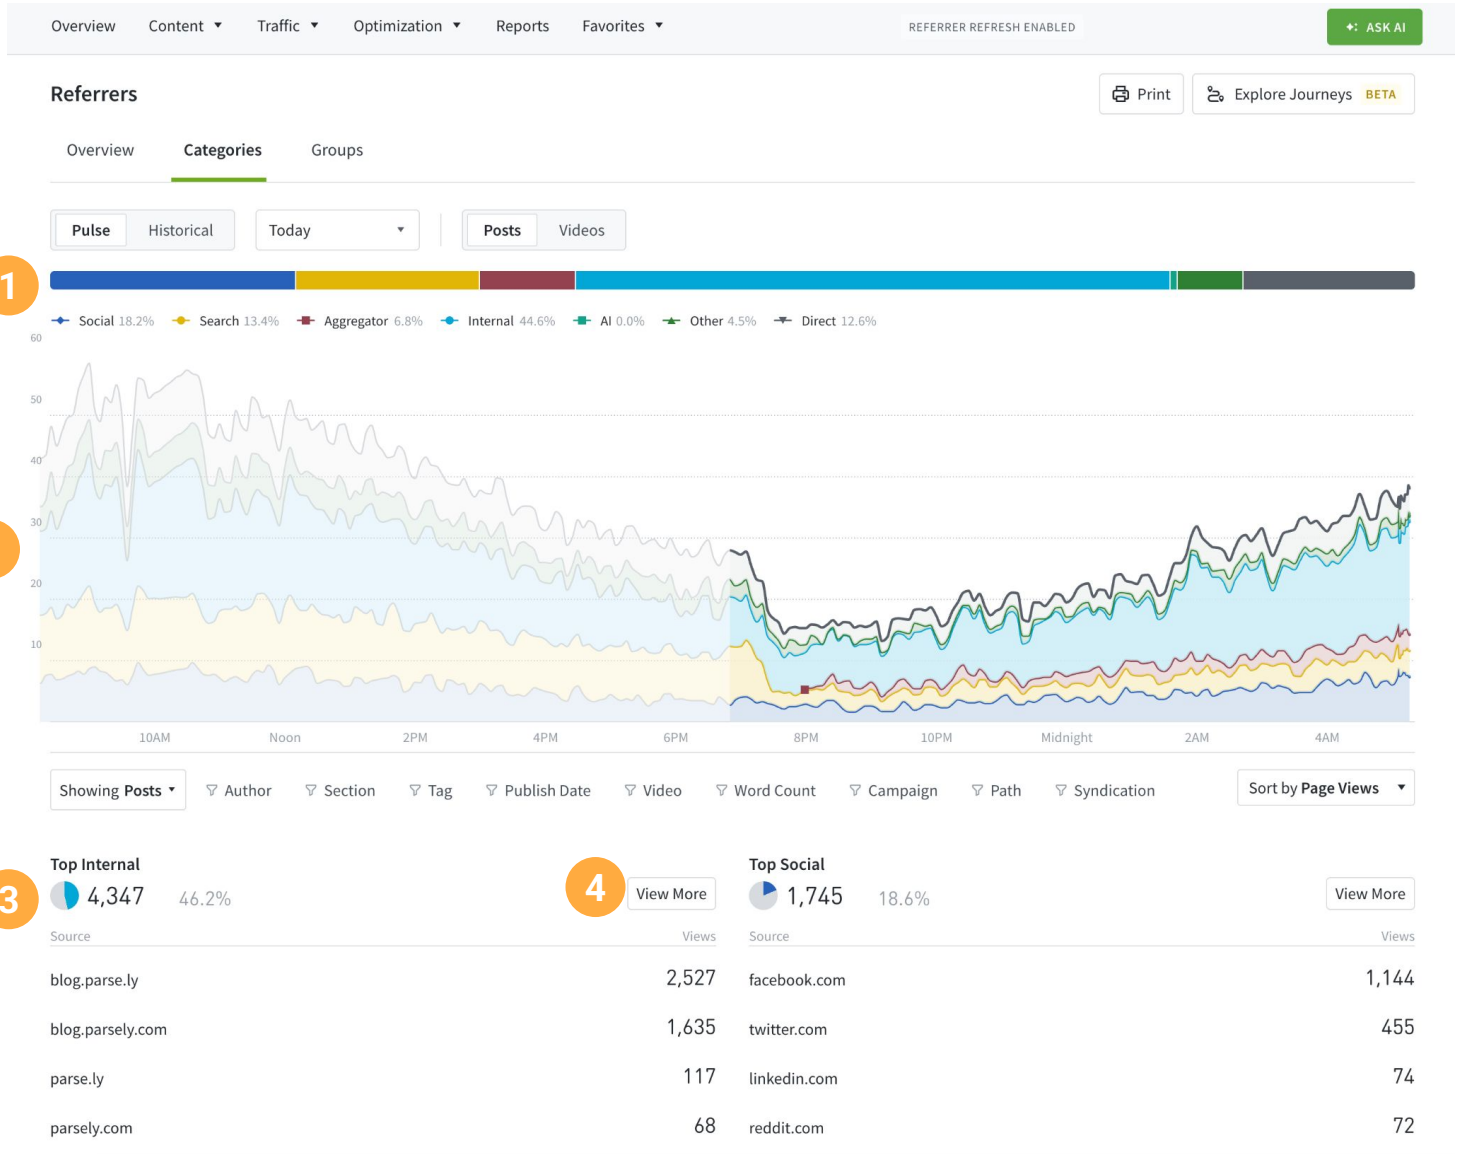 Overview Content Traffic Optimization Reports Favorites REFERRER REFRESH ENABLED ASK AI
Referrers Print Explore Journeys BETA
Overview Categories Groups
Pulse Historical Today Posts Videos
1
Social 18.2% Search 13.4% Aggregator 6.8% Internal 44.6% AI 0.0% Other 4.5% Direct 12.6%
60
50
40
30
20
10
10AM Noon 2PM 4PM 6PM 8PM 10PM Midnight 2AM 4AM
Showing Posts Author Section Tag Publish Date Video Word Count Campaign Path Syndication Sort by Page Views
Top Internal Top Social
3 4,347 46.2% 4 View More 1,745 18.6% View More
Source Views Source Views
blog.parse.ly 2,527 facebook.com 1,144
blog.parsely.com 1,635 twitter.com 455
parse.ly 117 linkedin.com 74
parsely.com 68 reddit.com 72